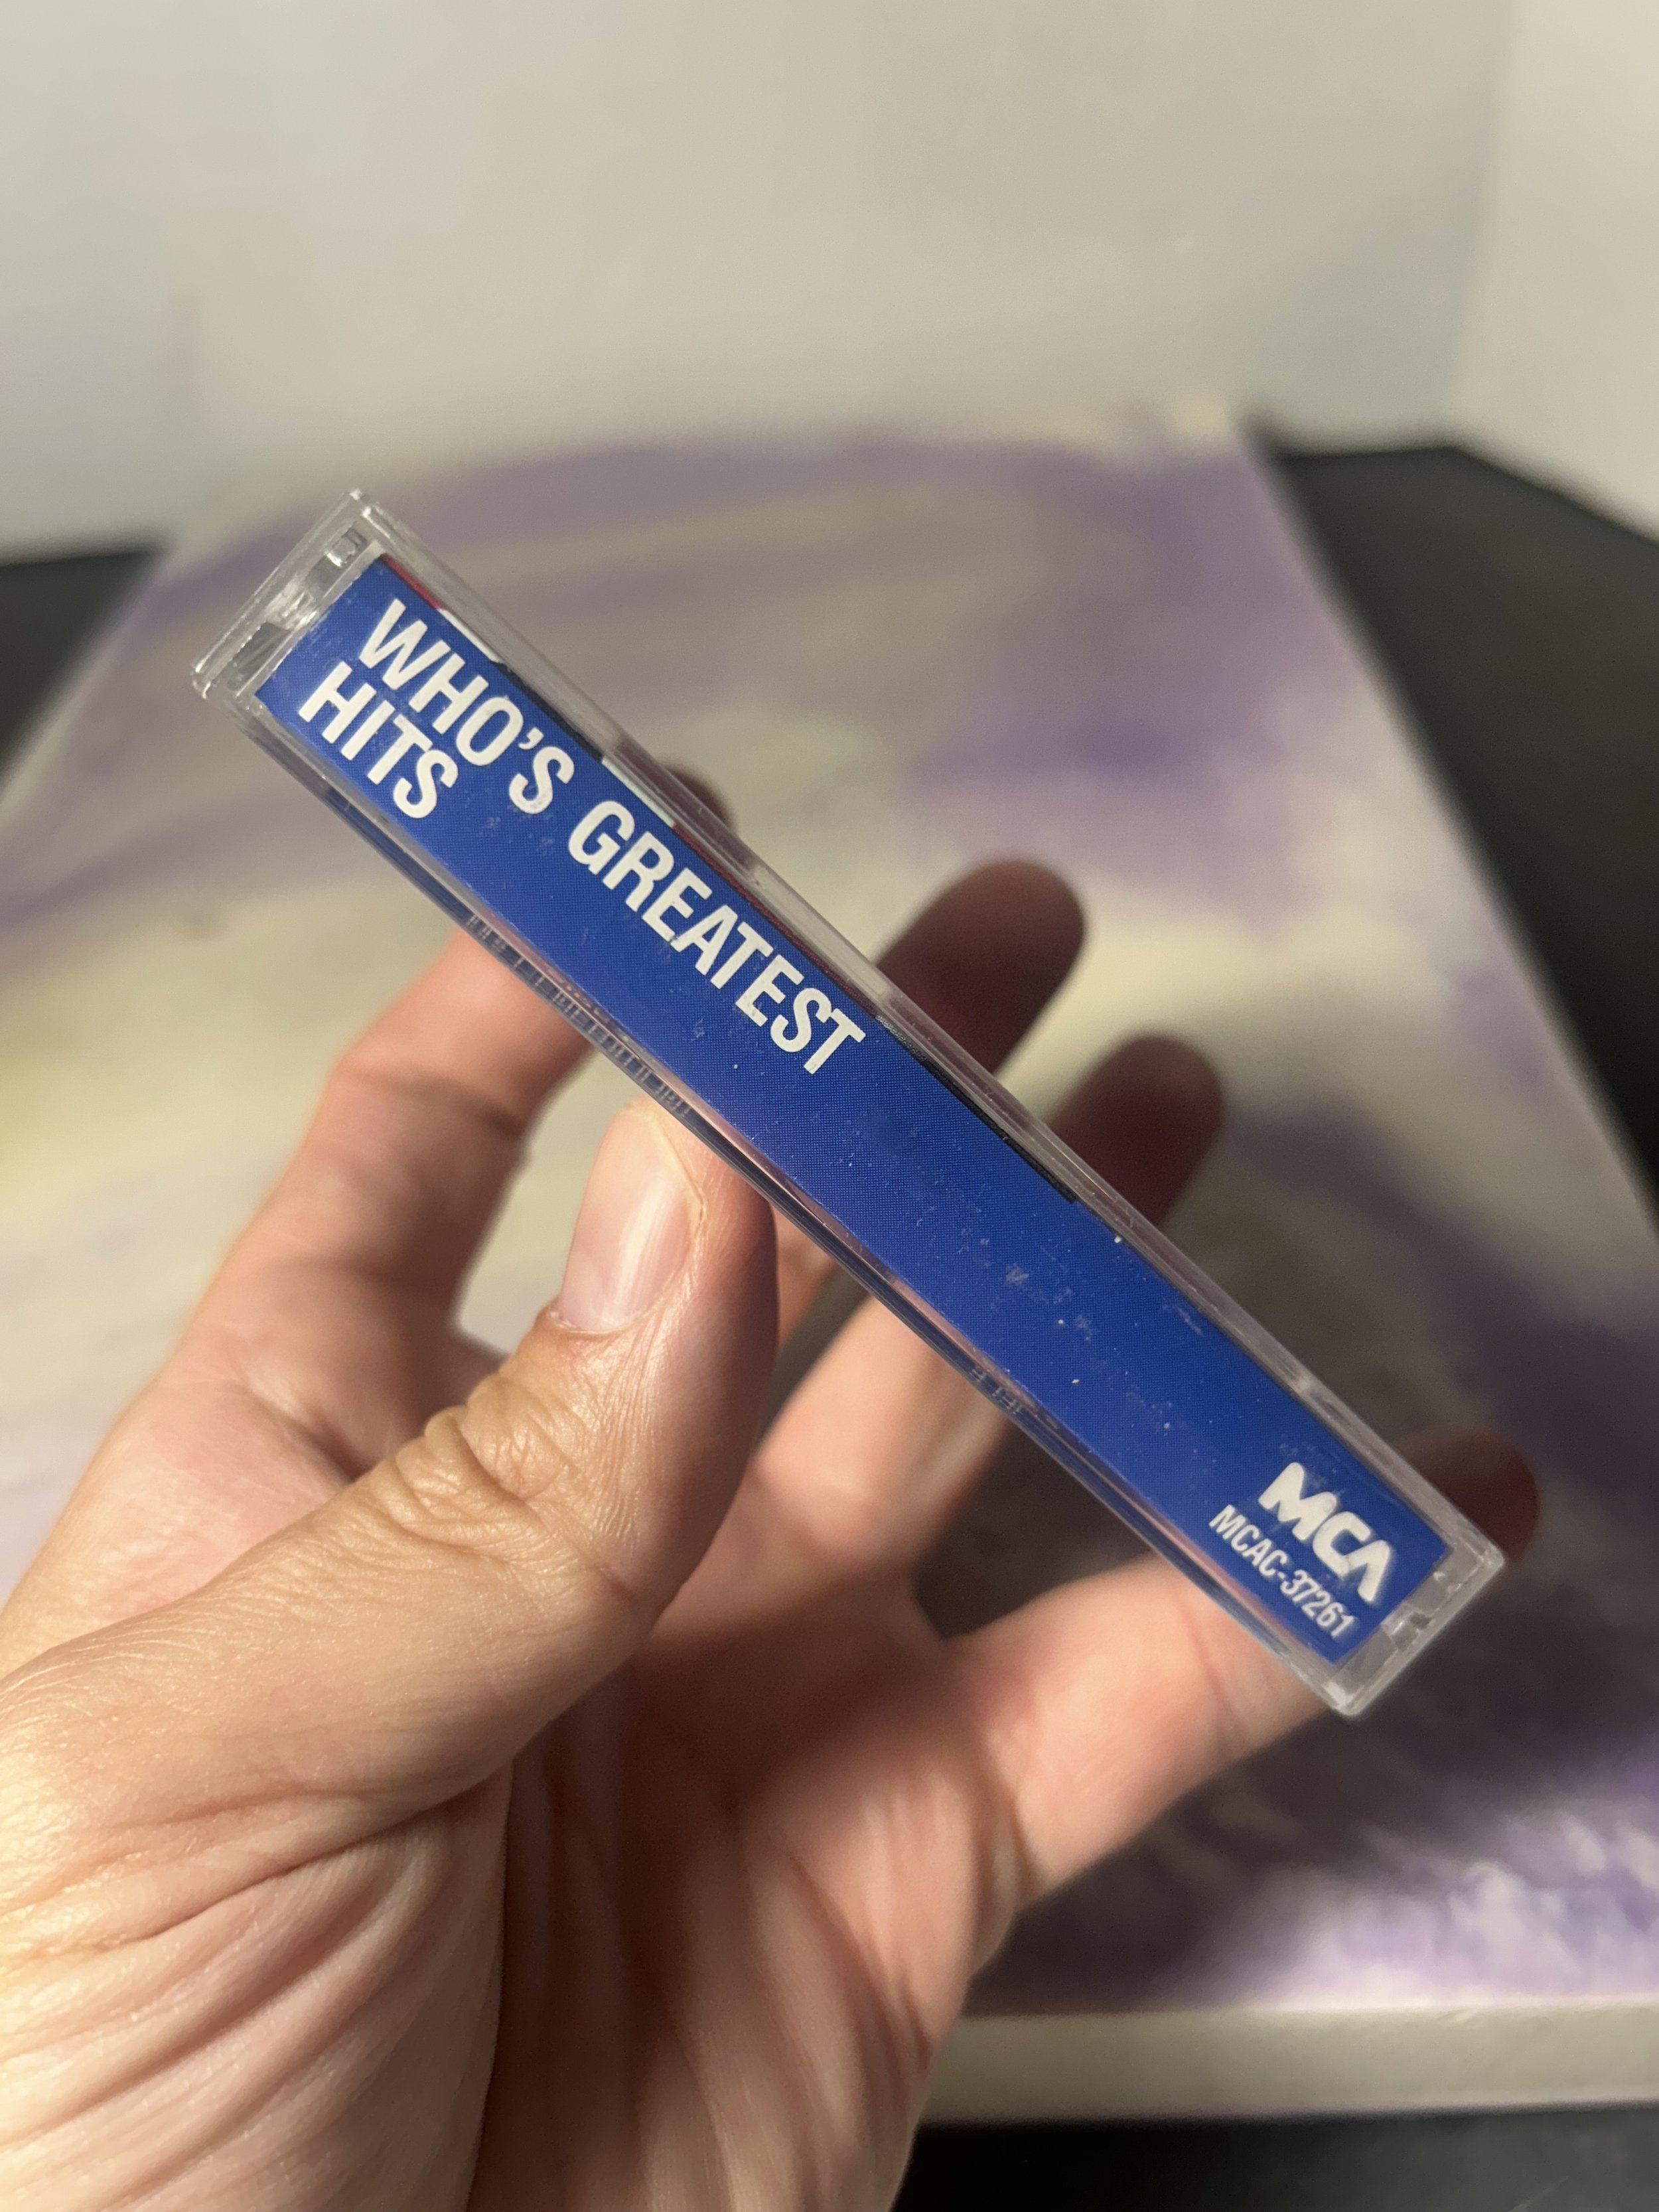 WHO'S GREATEST
HITS
MCA
MCAC-37261